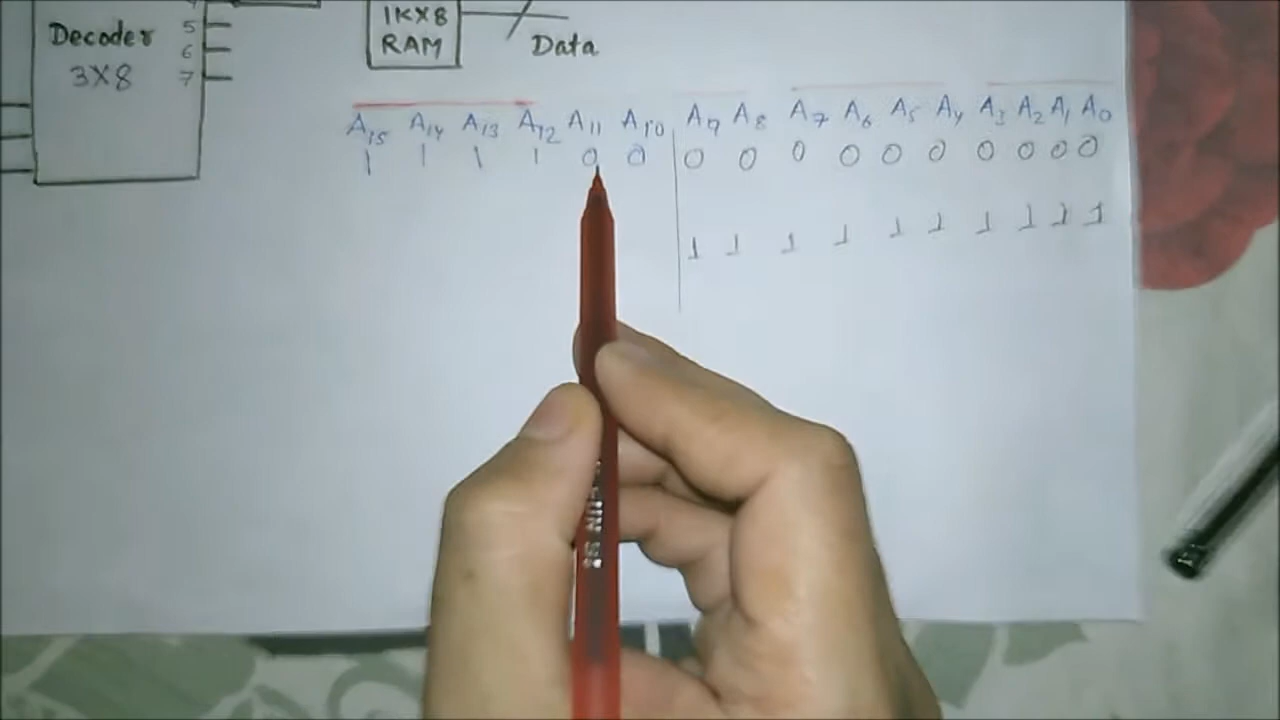 4
Decoder 5
6
3X8 7
1KX8
RAM
Data
A15 A14 A13 A12 A11 A10 A9 A8 A7 A6 A5 A4 A3 A2 A1 A0
1 1 1 1 0 0 0 0 0 0 0 0 0 0 0 0
1 1 1 1 1 1 1 1 1 1